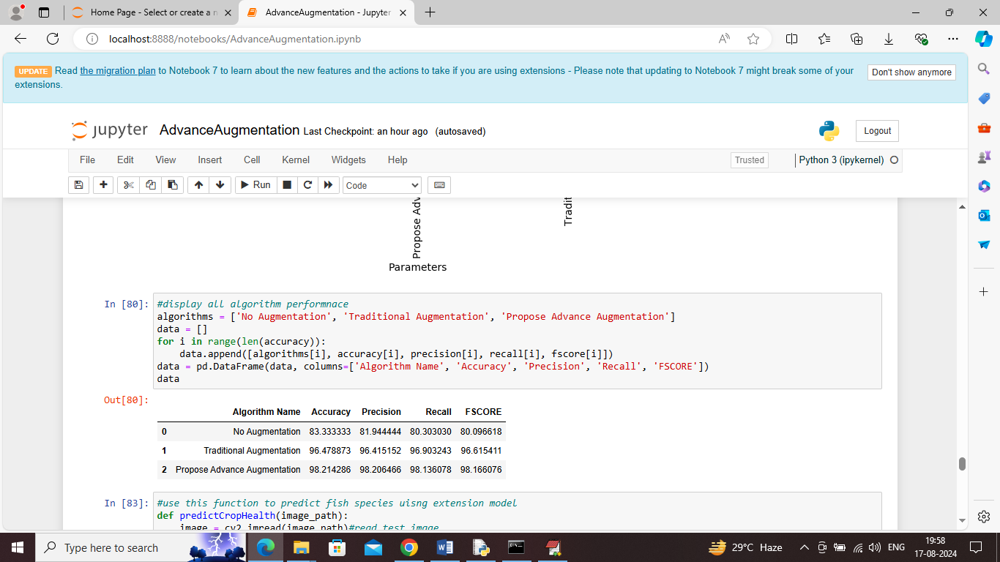 Home Page - Select or create a n
AdvanceAugmentation - Jupyter
localhost:8888/notebooks/AdvanceAugmentation.ipynb
UPDATE Read the migration plan to Notebook 7 to learn about the new features and the actions to take if you are using extensions - Please note that updating to Notebook 7 might break some of your
extensions.
Don't show anymore
jupyter AdvanceAugmentation Last Checkpoint: an hour ago (autosaved)
Logout
File Edit View Insert Cell Kernel Widgets Help
Trusted
Python 3 (ipykernel)
Run
Code
Propose Adv
Tradit
Parameters
In [80]: #display all algorithm performnace
algorithms = ['No Augmentation', 'Traditional Augmentation', 'Propose Advance Augmentation']
data = []
for i in range(len(accuracy)):
data.append([algorithms[i], accuracy[i], precision[i], recall[i], fscore[i]])
data = pd.DataFrame(data, columns=['Algorithm Name', 'Accuracy', 'Precision', 'Recall', 'FSCORE'])
data
Out[80]:
Algorithm Name Accuracy Precision Recall FSCORE
0 No Augmentation 83.333333 81.944444 80.303030 80.096618
1 Traditional Augmentation 96.478873 96.415152 96.903243 96.615411
2 Propose Advance Augmentation 98.214286 98.206466 98.136078 98.166076
In [83]: #use this function to predict fish species uisng extension model
def predictCropHealth(image_path):
image = cv2.imread(image_path)#read test image
Type here to search
29°C Haze
ENG
19:58
17-08-2024